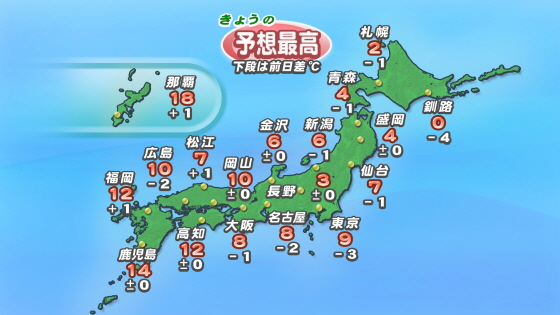 きょうの
予想最高
下段は前日差℃
札幌
2
-1
那覇
18
+1
青森
4
-1
釧路
0
-4
盛岡
4
±0
金沢
6
±0
新潟
6
-1
松江
7
+1
広島
10
-2
岡山
10
±0
仙台
7
-1
福岡
12
+1
長野
3
±0
名古屋
8
-2
東京
9
-3
大阪
8
-1
高知
12
±0
鹿児島
14
±0